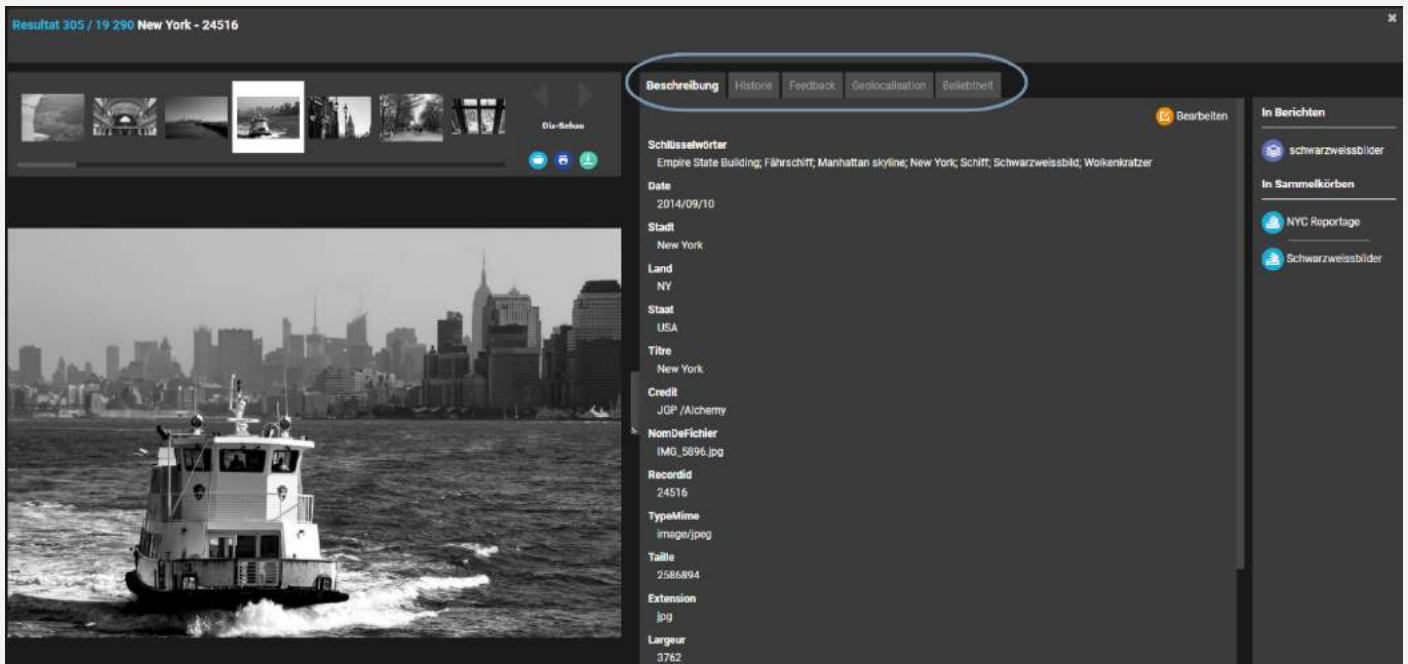 Resultat 305 / 19 290 New York - 24516
Dia-Schau
Beschreibung Historie Feedback Geolocalisation Beliebtheit
Bearbeiten
Schlüsselwörter
Empire State Building; Fährschiff; Manhattan skyline; New York; Schiff; Schwarzweissbild; Wolkenkratzer
Date
2014/09/10
Stadt
New York
Land
NY
Staat
USA
Titre
New York
Credit
JGP /Alchemy
NomDeFichier
IMG_5896.jpg
Recordid
24516
TypeMime
image/jpeg
Taille
2586894
Extension
jpg
Largeur
3762
In Berichten
schwarzweissbilder
In Sammelkörben
NYC Reportage
Schwarzweissbilder